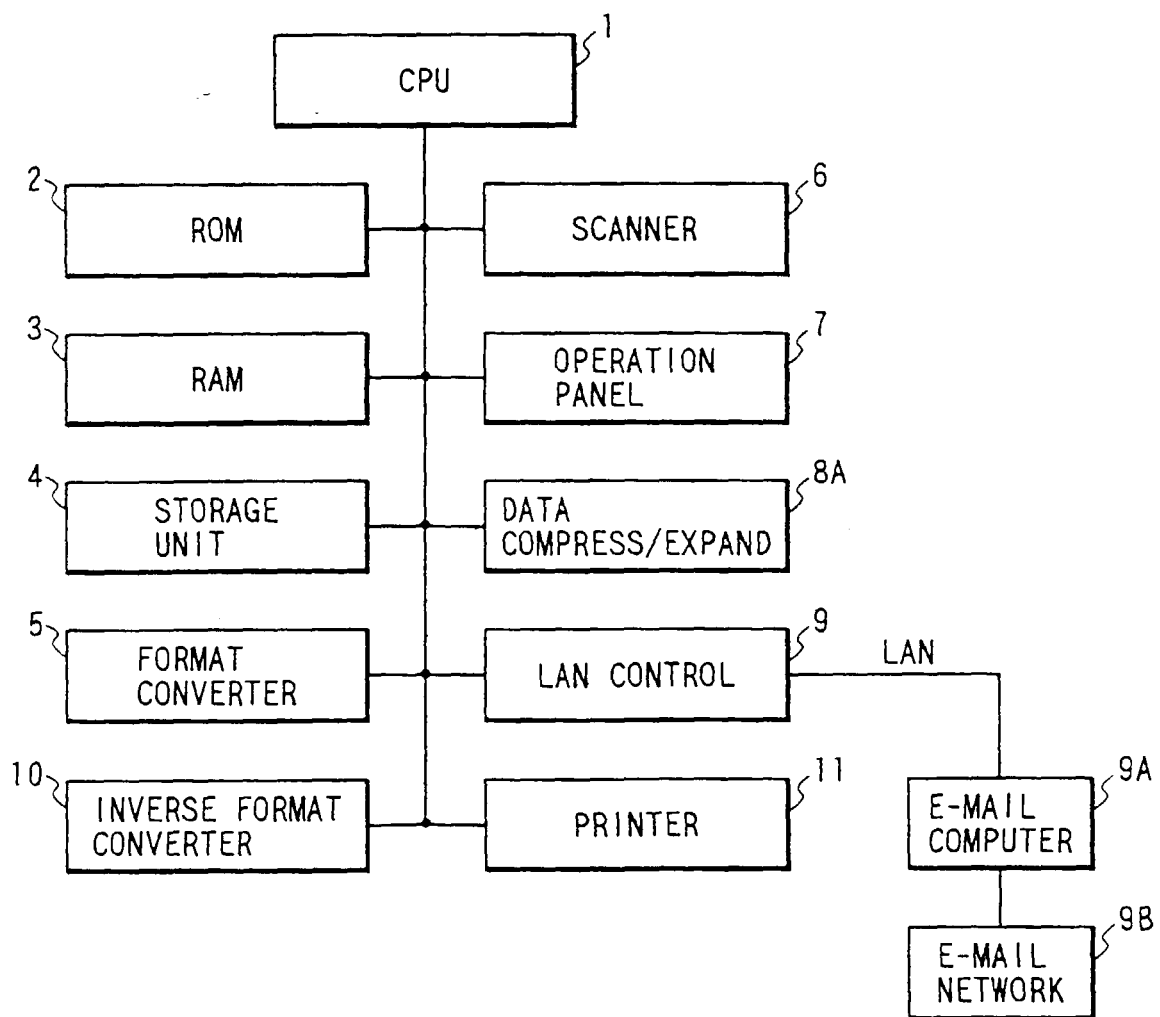 1
CPU
2
ROM
6
SCANNER
3
RAM
7
OPERATION
PANEL
4
STORAGE
UNIT
8A
DATA
COMPRESS/EXPAND
5
FORMAT
CONVERTER
9
LAN CONTROL
LAN
10
INVERSE FORMAT
CONVERTER
11
PRINTER
9A
E-MAIL
COMPUTER
9B
E-MAIL
NETWORK